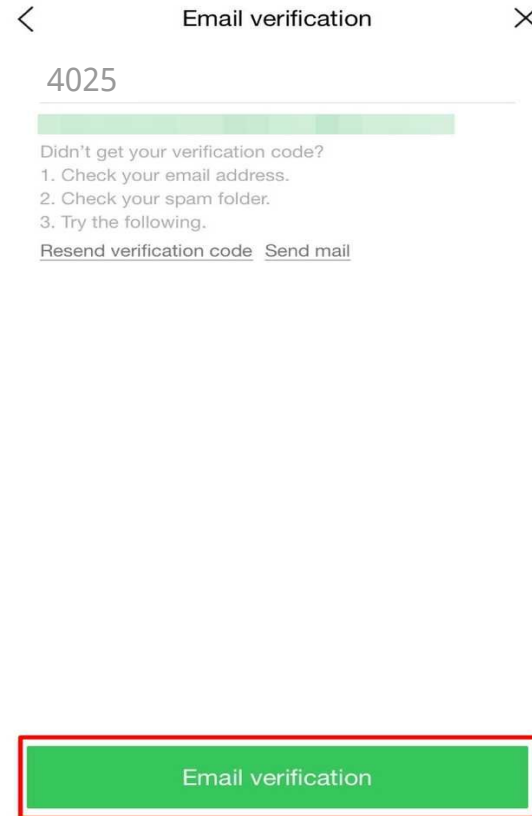 Email verification
4025
Didn't get your verification code?
1. Check your email address.
2. Check your spam folder.
3. Try the following.
Resend verification code Send mail
Email verification